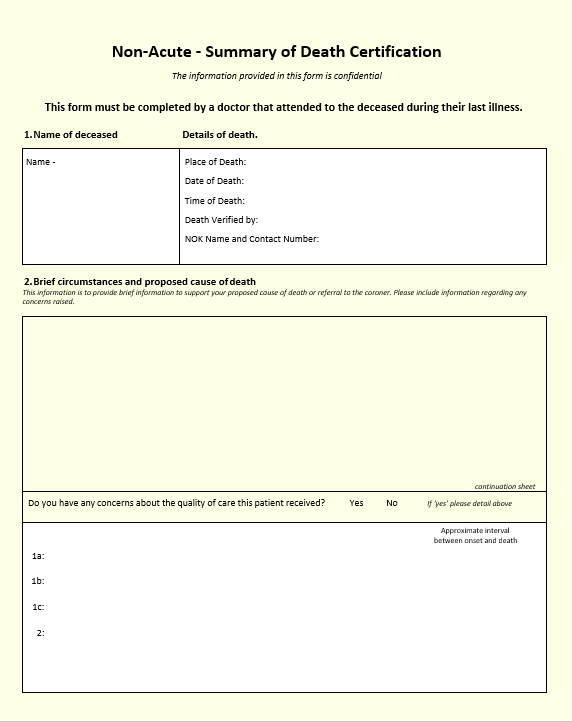 Non-Acute - Summary of Death Certification
The information provided in this form is confidential
This form must be completed by a doctor that attended to the deceased during their last illness.
1. Name of deceased
Details of death.
Name -
Place of Death:
Date of Death:
Time of Death:
Death Verified by:
NOK Name and Contact Number:
2. Brief circumstances and proposed cause of death
This information is to provide brief information to support your proposed cause of death or referral to the coroner. Please include information regarding any
concerns raised.
continuation sheet
Do you have any concerns about the quality of care this patient received? Yes No If 'yes' please detail above
Approximate interval
between onset and death
1a:
1b:
1c:
2: